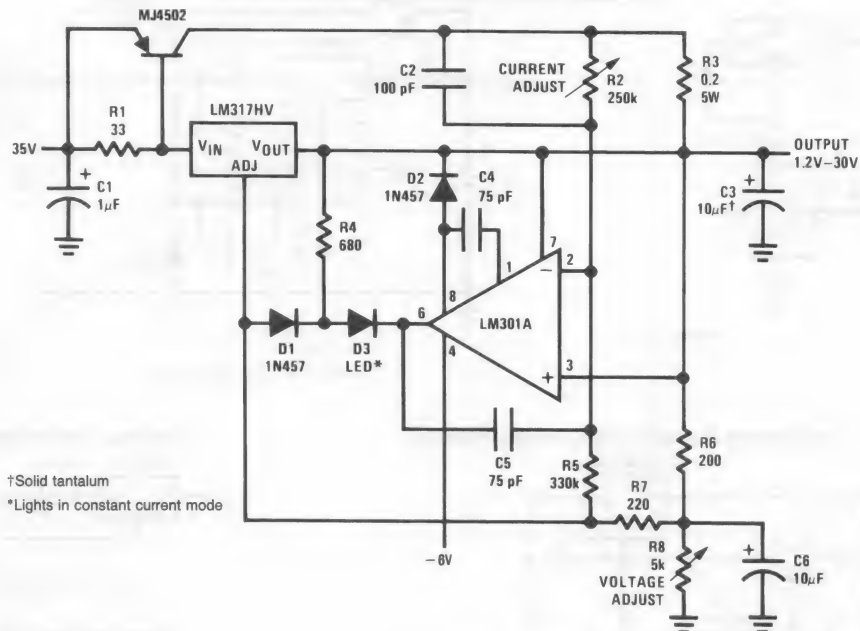 MJ4502
C2
100 pF
CURRENT
ADJUST
R2
250k
R3
0.2
5W
R1
33
LM317HV
35V
VIN
VOUT
ADJ
OUTPUT
1.2V–30V
C1
1µF
D2
1N457
C4
75 pF
C3
10µF†
R4
680
7
1
2
8
−
6
LM301A
4
D1
1N457
D3
LED*
+
3
C5
75 pF
R5
330k
R6
200
R7
220
†Solid tantalum
*Lights in constant current mode
−6V
R8
5k
VOLTAGE
ADJUST
C6
10µF
+
+
+